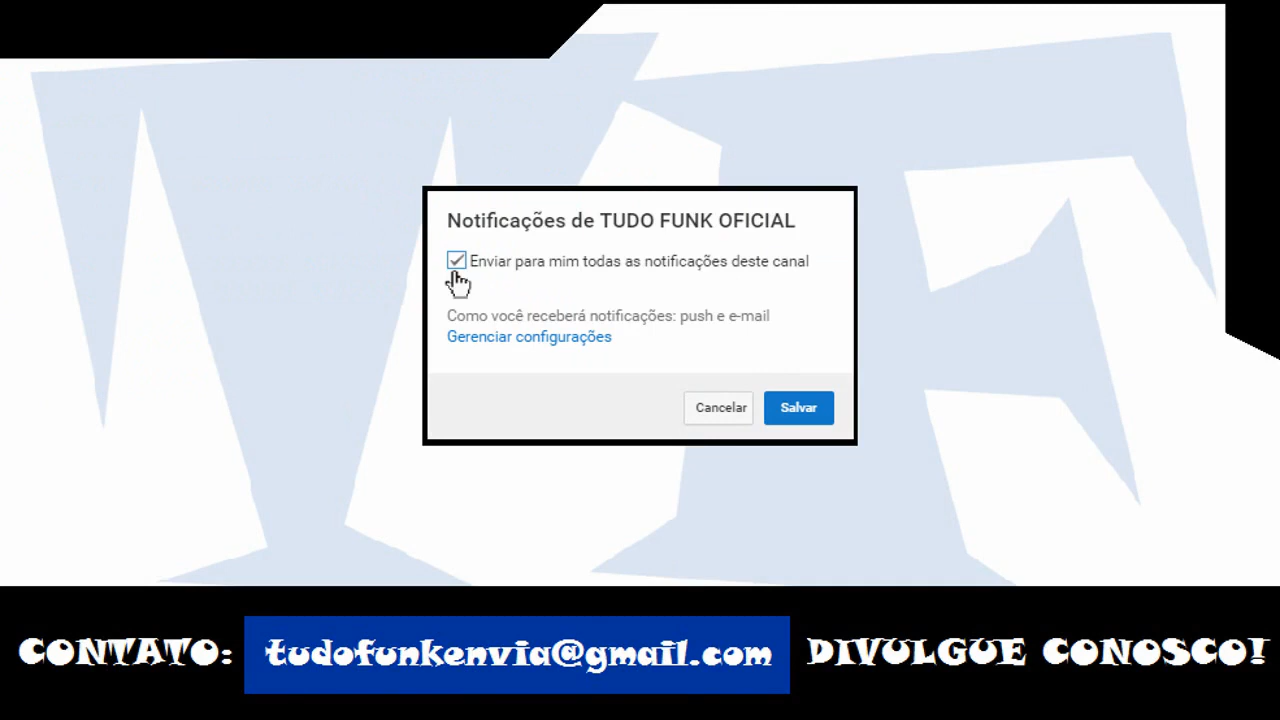 Notificações de TUDO FUNK OFICIAL
Enviar para mim todas as notificações deste canal
Como você receberá notificações: push e e-mail
Gerenciar configurações
Cancelar Salvar
CONTATO: tudofunkenvia@gmail.com DIVULGUE CONOSCO!